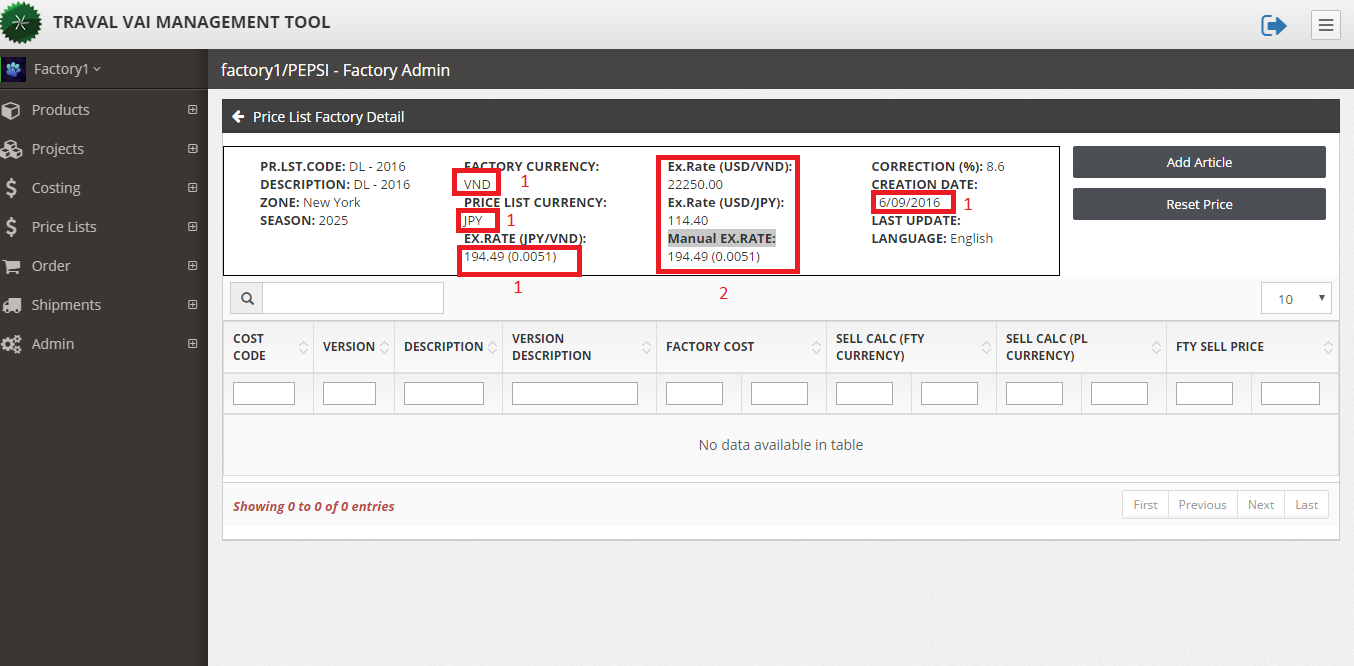 TRAVAL VAI MANAGEMENT TOOL
Factory1
factory1/PEPSI - Factory Admin
Products
Projects
Costing
Price Lists
Order
Shipments
Admin
Price List Factory Detail
PR.LST.CODE: DL - 2016
DESCRIPTION: DL - 2016
ZONE: New York
SEASON: 2025
FACTORY CURRENCY:
VND 1
PRICE LIST CURRENCY:
JPY 1
EX.RATE (JPY/VND):
194.49 (0.0051)
1
Ex.Rate (USD/VND):
22250.00
Ex.Rate (USD/JPY):
114.40
Manual EX.RATE:
194.49 (0.0051)
2
CORRECTION (%): 8.6
CREATION DATE:
6/09/2016 1
LAST UPDATE:
LANGUAGE: English
Add Article
Reset Price
10
COST CODE
VERSION
DESCRIPTION
VERSION DESCRIPTION
FACTORY COST
SELL CALC (FTY CURRENCY)
SELL CALC (PL CURRENCY)
FTY SELL PRICE
No data available in table
Showing 0 to 0 of 0 entries
First Previous Next Last